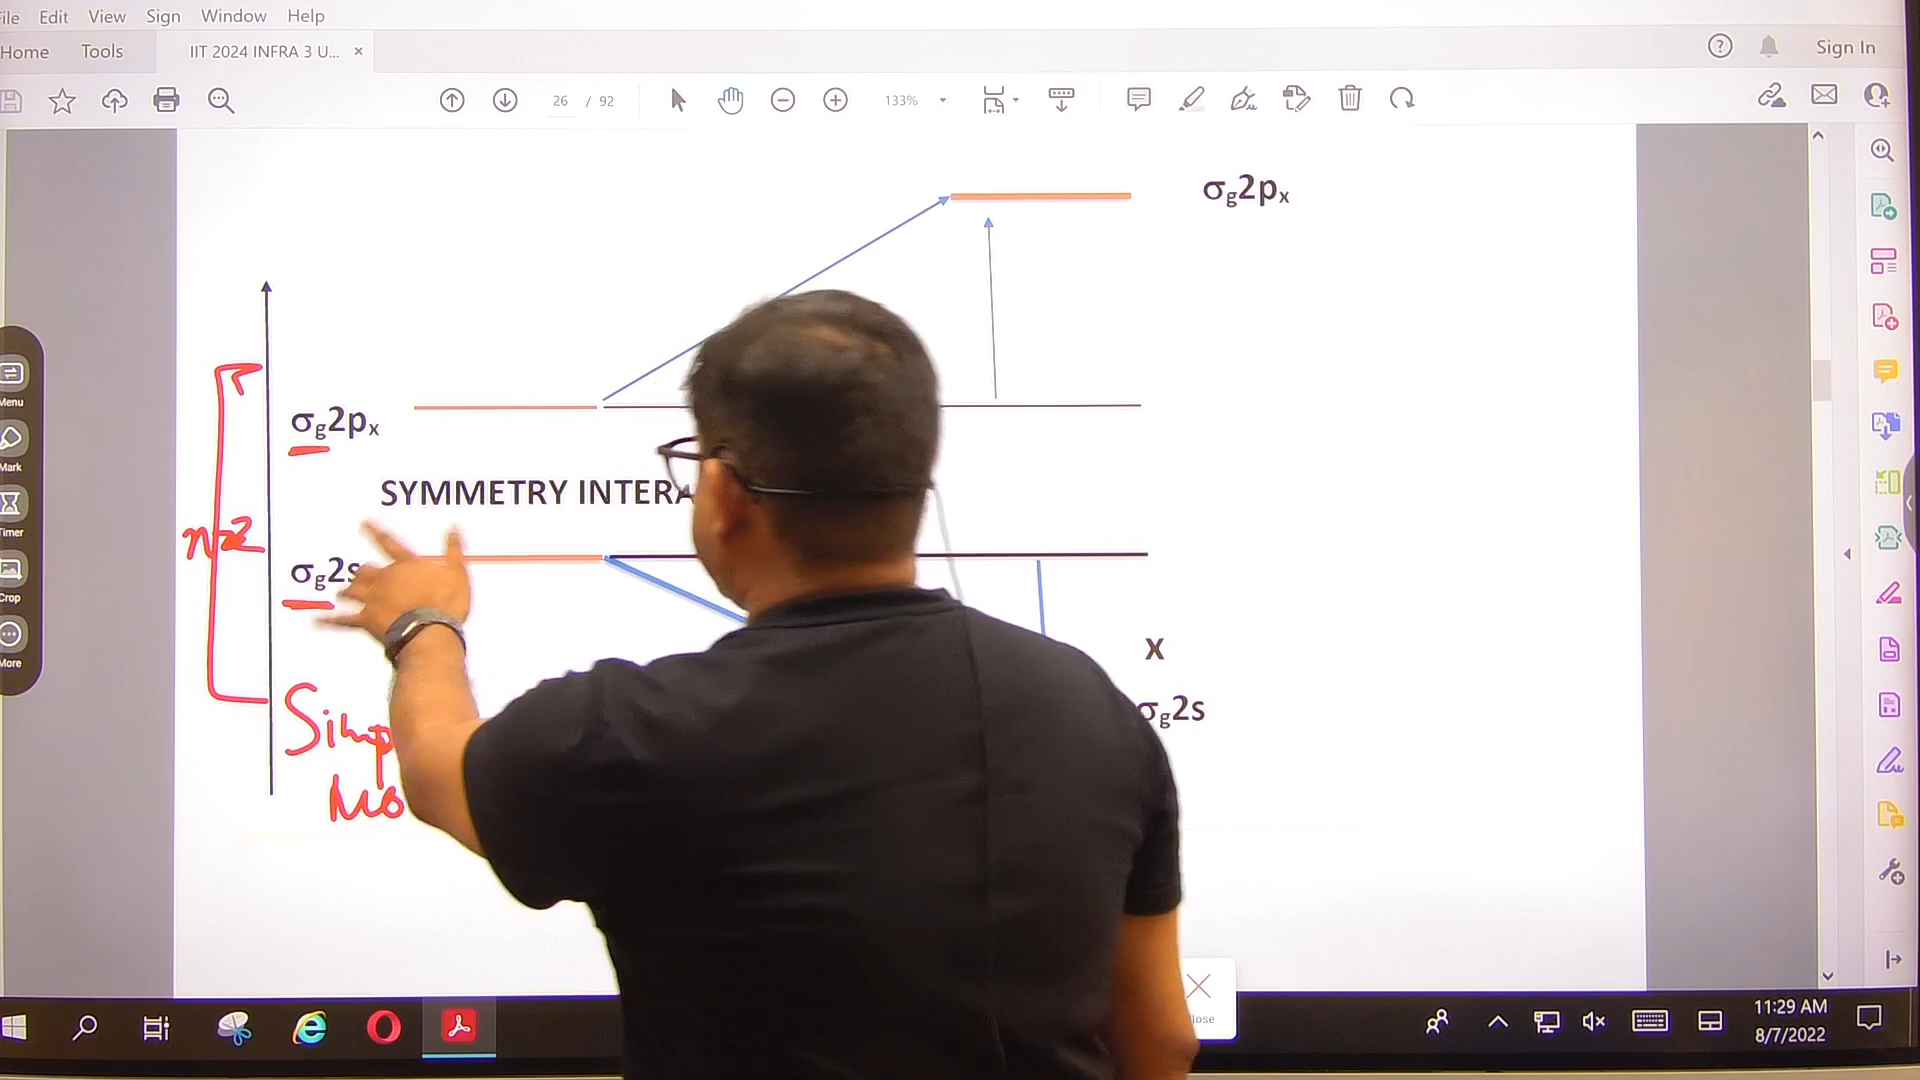 File Edit View Sign Window Help
Home Tools IIT 2024 INFRA 3 U... × Sign In
26 / 92 133%
σg2px
σg2px
SYMMETRY INTERA
n=2
σg2s
x
σg2s
Menu
Mark
Timer
Crop
More
11:29 AM
8/7/2022